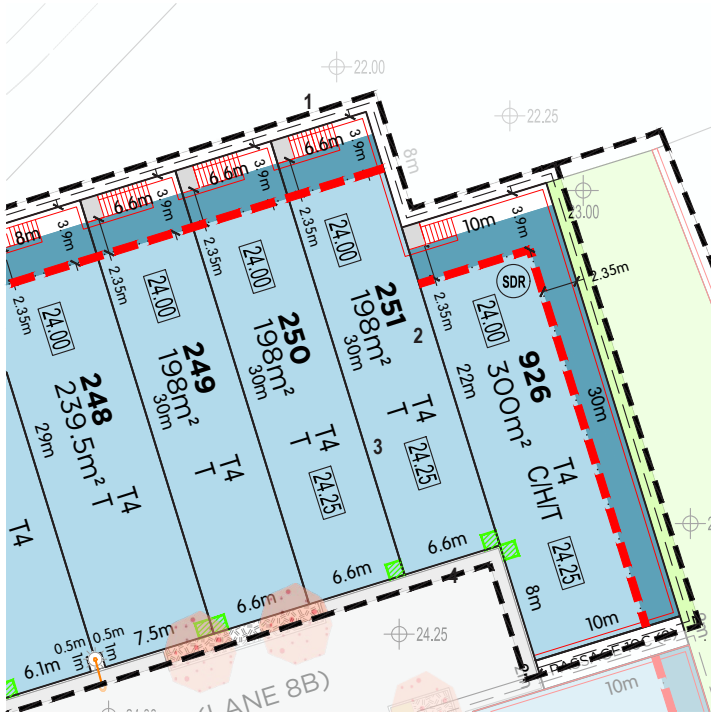 22.00
1
22.25
8m
6.6m
3.9m
6.6m
3.9m
6.6m
3.9m
8m
3.9m
10m
3.9m
23.00
2.35m
2.35m
2.35m
2.35m
2.35m
2.35m
SDR
24.00
24.00
24.00
24.00
24.00
248
239.5m²
T
T4
249
198m²
T
T4
250
198m²
T
T4
251
198m²
T
T4
926
300m²
T4
C/H/T
2
3
4
29m
30m
30m
30m
22m
30m
T4
24.25
24.25
24.25
6.6m
6.6m
6.6m
7.5m
6.1m
0.5m
0.5m
1m
1m
8m
10m
24.25
10m
(LANE 8B)